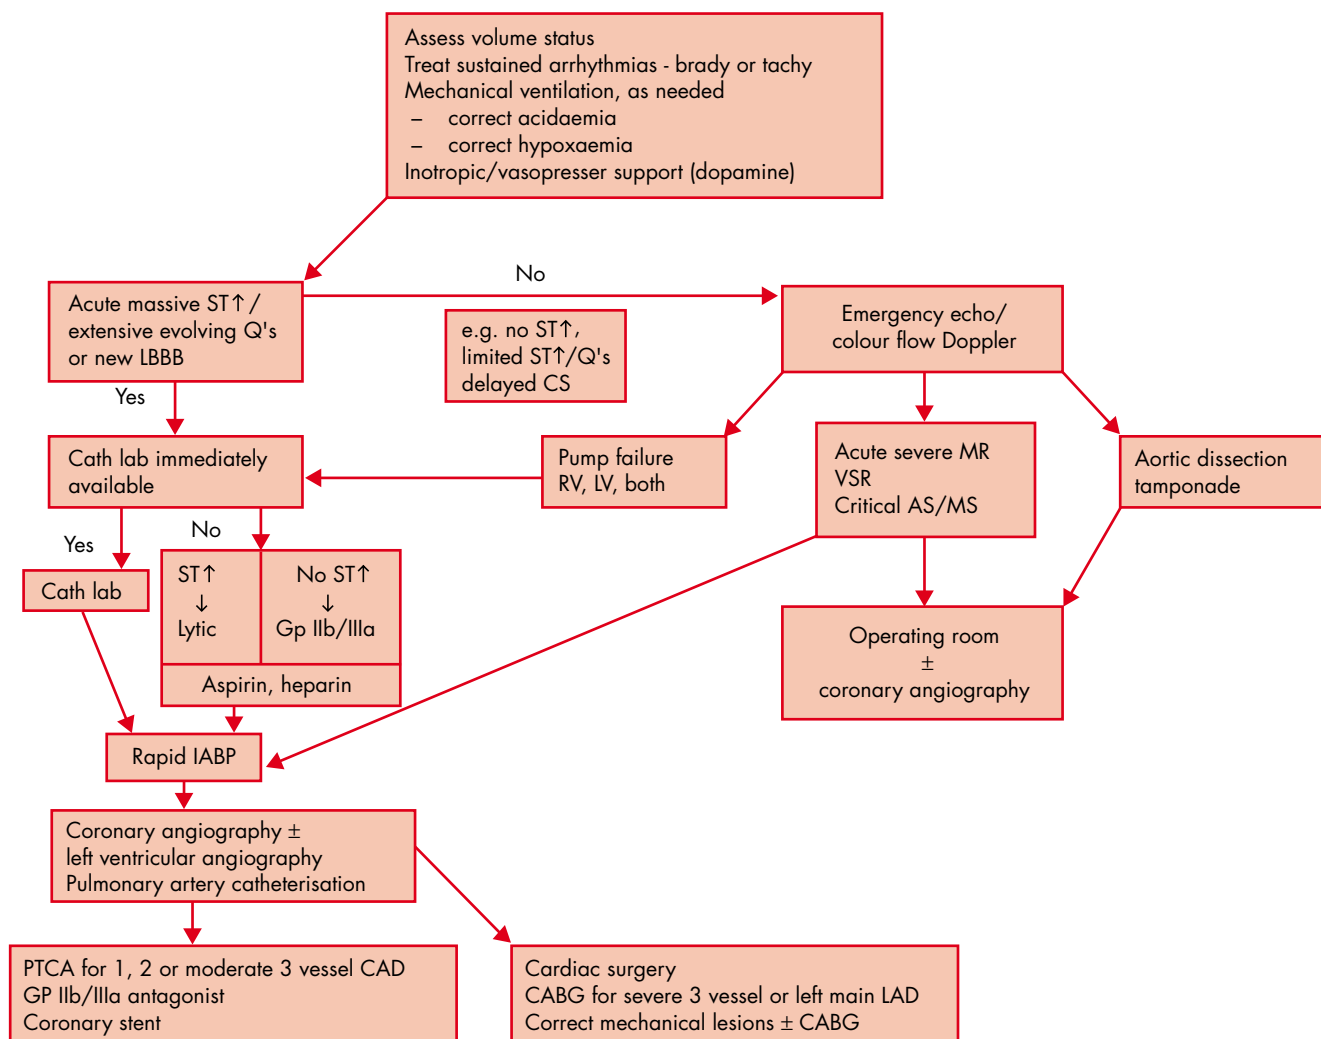 Assess volume status
Treat sustained arrhythmias - brady or tachy
Mechanical ventilation, as needed
– correct acidaemia
– correct hypoxaemia
Inotropic/vasopresser support (dopamine)
No
Acute massive ST↑/
extensive evolving Q's
or new LBBB
e.g. no ST↑,
limited ST↑/Q's
delayed CS
Emergency echo/
colour flow Doppler
Yes
Cath lab immediately
available
Pump failure
RV, LV, both
Acute severe MR
VSR
Critical AS/MS
Aortic dissection
tamponade
Yes
No
Cath lab
ST↑
↓
Lytic
No ST↑
↓
Gp IIb/IIIa
Aspirin, heparin
Operating room
±
coronary angiography
Rapid IABP
Coronary angiography ±
left ventricular angiography
Pulmonary artery catheterisation
PTCA for 1, 2 or moderate 3 vessel CAD
GP IIb/IIIa antagonist
Coronary stent
Cardiac surgery
CABG for severe 3 vessel or left main LAD
Correct mechanical lesions ± CABG